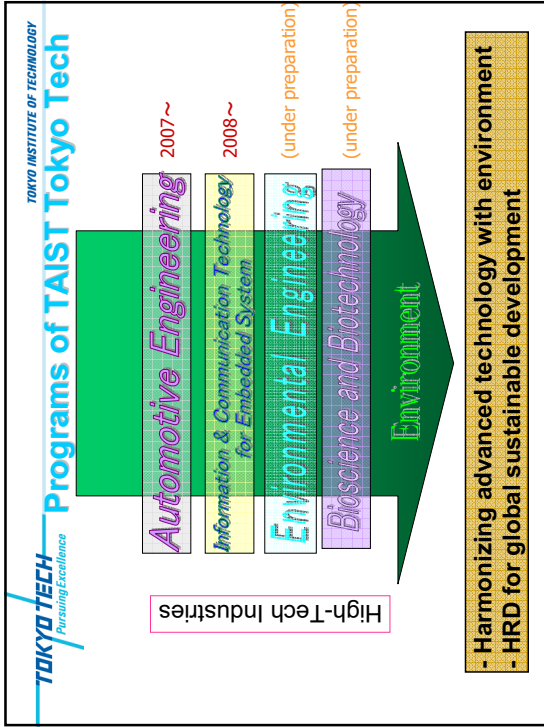 TOKYO TECH
Pursuing Excellence
TOKYO INSTITUTE OF TECHNOLOGY
Programs of TAIST Tokyo Tech
High-Tech Industries
Automotive Engineering
2007~
Information & Communication Technology
for Embedded System
2008~
Environmental Engineering
(under preparation)
Bioscience and Biotechnology
(under preparation)
Environment
- Harmonizing advanced technology with environment
- HRD for global sustainable development